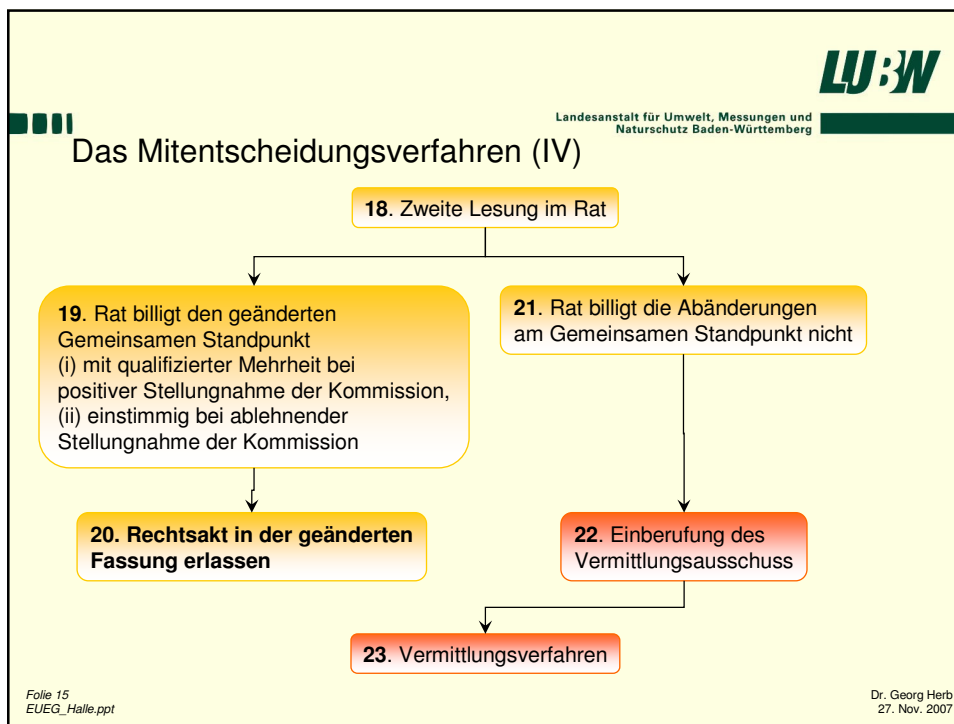 LUBW
Landesanstalt für Umwelt, Messungen und
Naturschutz Baden-Württemberg
Das Mitentscheidungsverfahren (IV)
18. Zweite Lesung im Rat
19. Rat billigt den geänderten
Gemeinsamen Standpunkt
(i) mit qualifizierter Mehrheit bei
positiver Stellungnahme der Kommission,
(ii) einstimmig bei ablehnender
Stellungnahme der Kommission
21. Rat billigt die Abänderungen
am Gemeinsamen Standpunkt nicht
20. Rechtsakt in der geänderten
Fassung erlassen
22. Einberufung des
Vermittlungsausschuss
23. Vermittlungsverfahren
Folie 15
EUEG_Halle.ppt
Dr. Georg Herb
27. Nov. 2007